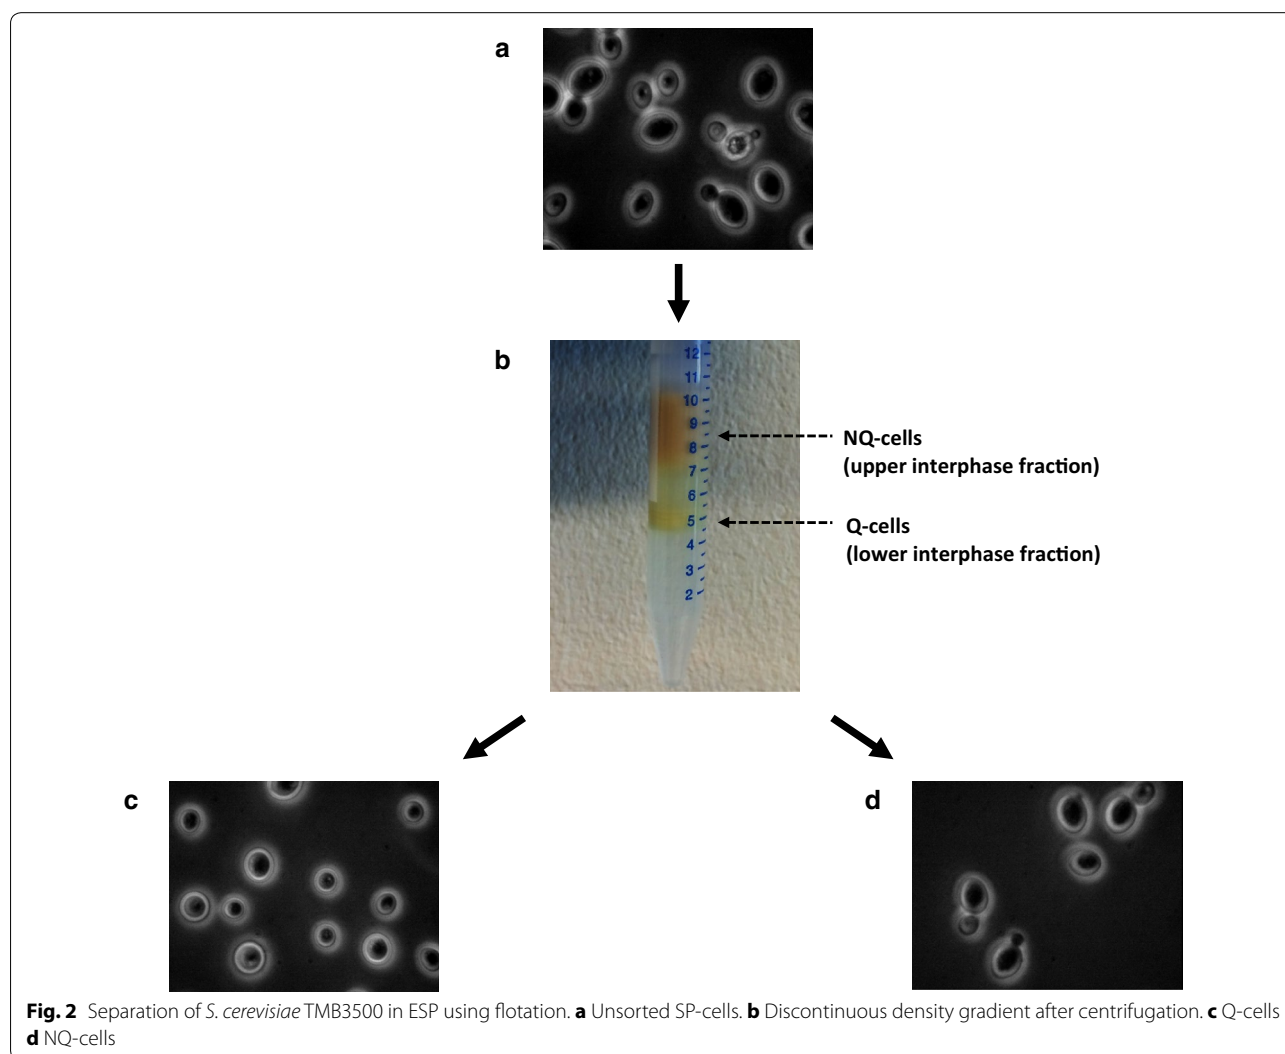 a
b
12
11
10
9
8
7
6
5
4
3
2
NQ-cells
(upper interphase fraction)
Q-cells
(lower interphase fraction)
c
d
Fig. 2 Separation of S. cerevisiae TMB3500 in ESP using flotation. a Unsorted SP-cells. b Discontinuous density gradient after centrifugation. c Q-cells
d NQ-cells